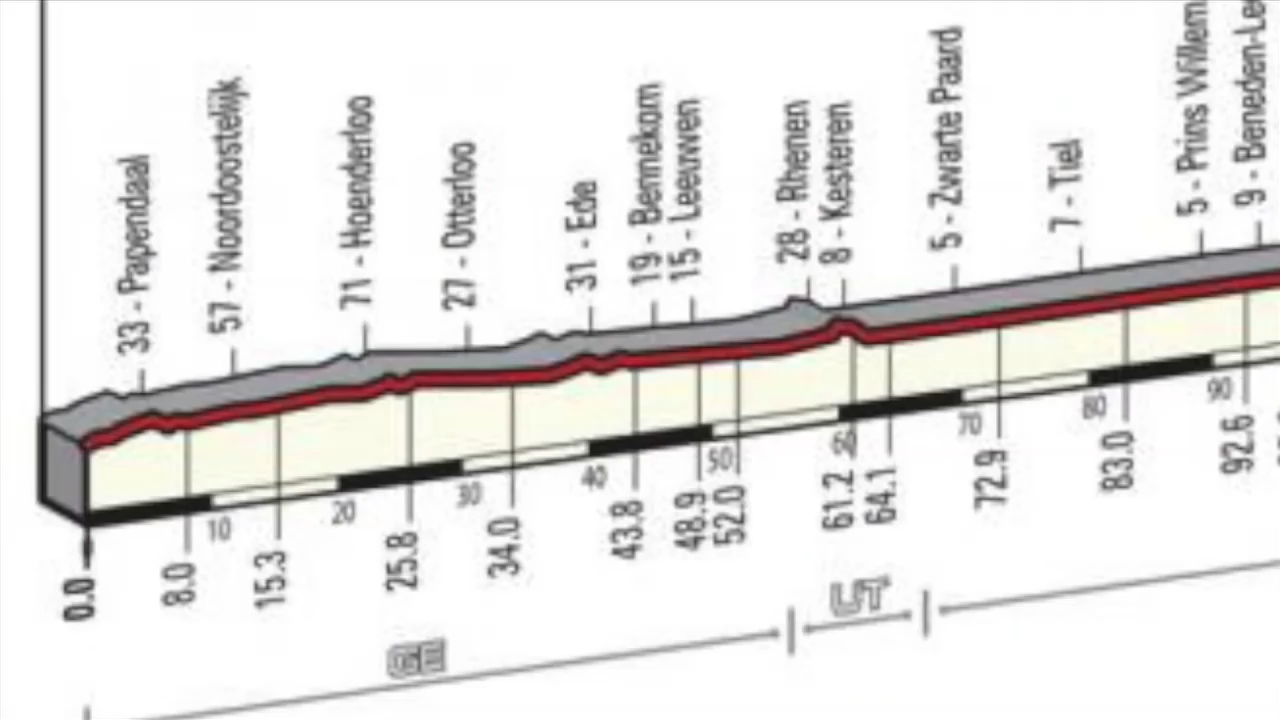 33 - Papendaal
57 - Noordoostelijk
71 - Hoenderloo
27 - Otterloo
31 - Ede
19 - Bennekom
15 - Leeuwen
28 - Rhenen
8 - Kesteren
5 - Zwarte Paard
7 - Tiel
5 - Prins Willem
9 - Beneden-Le
10
20
30
40
50
60
70
80
90
0.0
8.0
15.3
25.8
34.0
43.8
48.9
52.0
61.2
64.1
72.9
83.0
92.6
GE
UT